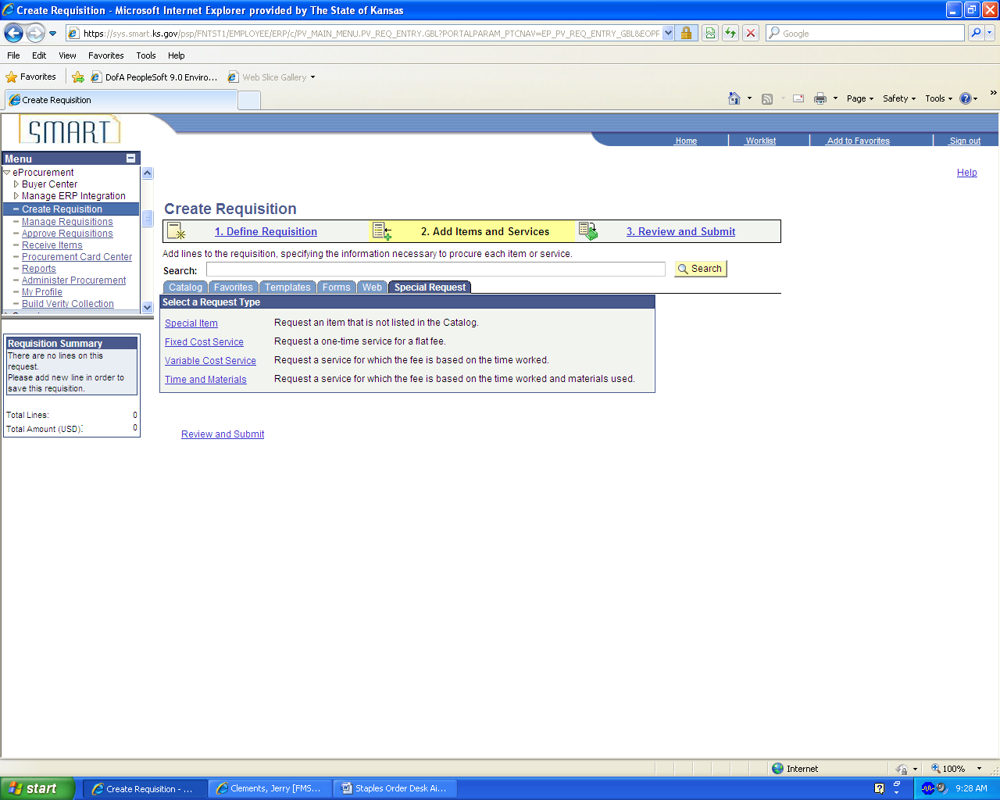 Create Requisition - Microsoft Internet Explorer provided by The State of Kansas
https://sys.smart.ks.gov/psp/FNTST1/EMPLOYEE/ERP/c/PV_MAIN_MENU.PV_REQ_ENTRY.GBL?PORTALPARAM_PTCNAV=EP_PV_REQ_ENTRY_GBL&EOPF
Google
File Edit View Favorites Tools Help
Favorites DofA PeopleSoft 9.0 Enviro... Web Slice Gallery
Create Requisition
Page Safety Tools
SMART
Home Worklist Add to Favorites Sign out
Menu
eProcurement
Buyer Center
Manage ERP Integration
Create Requisition
Manage Requisitions
Approve Requisitions
Receive Items
Procurement Card Center
Reports
Administer Procurement
My Profile
Build Verity Collection
Requisition Summary
There are no lines on this
request.
Please add new line in order to
save this requisition.
Total Lines: 0
Total Amount (USD): 0
Help
Create Requisition
1. Define Requisition 2. Add Items and Services 3. Review and Submit
Add lines to the requisition, specifying the information necessary to procure each item or service.
Search: Search
Catalog Favorites Templates Forms Web Special Request
Select a Request Type
Special Item Request an item that is not listed in the Catalog.
Fixed Cost Service Request a one-time service for a flat fee.
Variable Cost Service Request a service for which the fee is based on the time worked.
Time and Materials Request a service for which the fee is based on the time worked and materials used.
Review and Submit
Internet 100%
start Create Requisition - ... Clements, Jerry [FMS... Staples Order Desk Ai... 9:28 AM